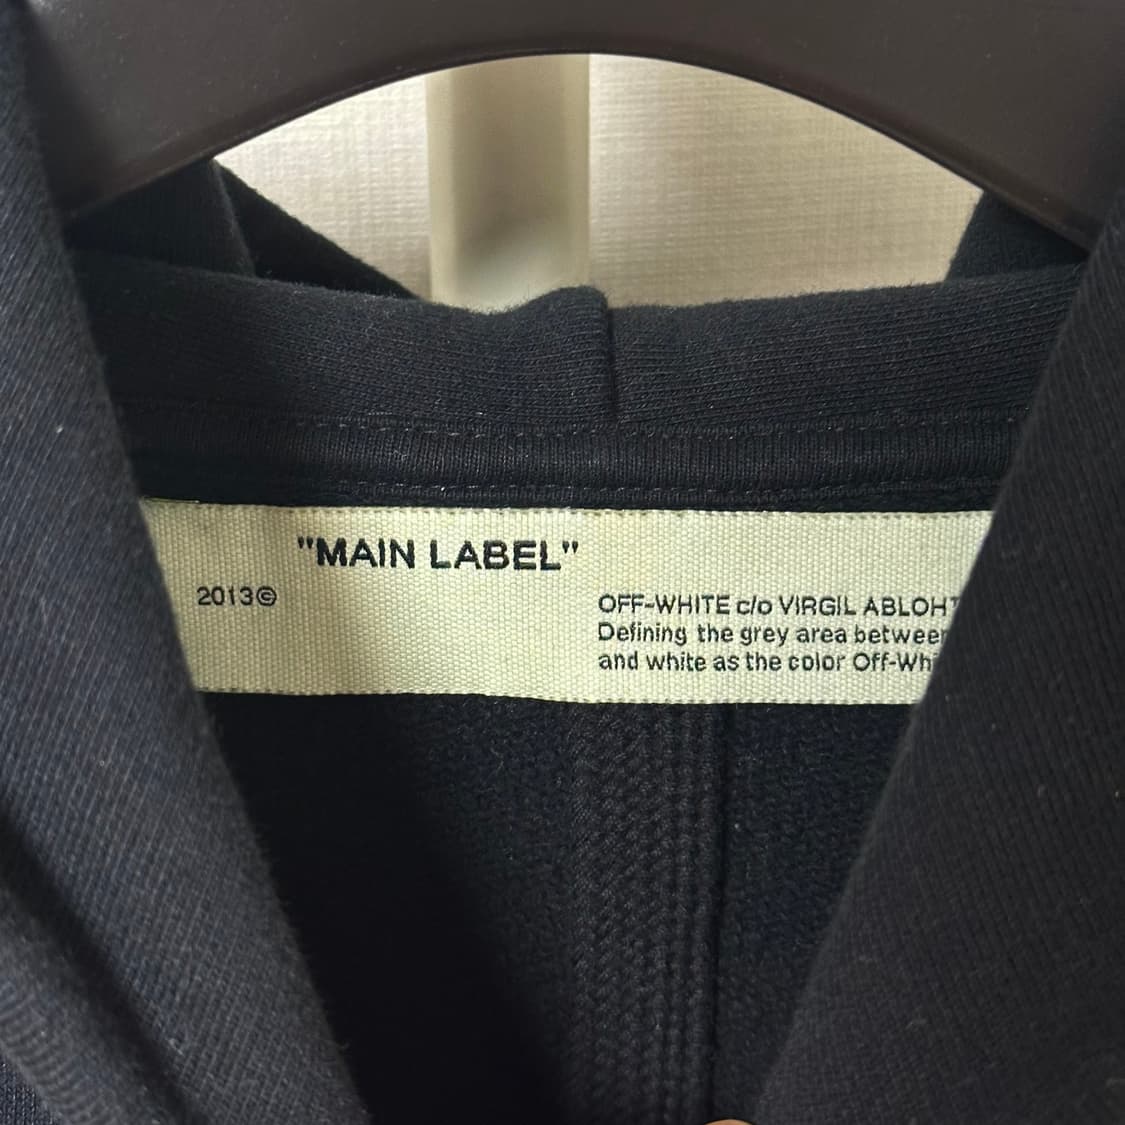 "MAIN LABEL"
2013©
OFF-WHITE c/o VIRGIL ABLOH
Defining the grey area
and white as the color